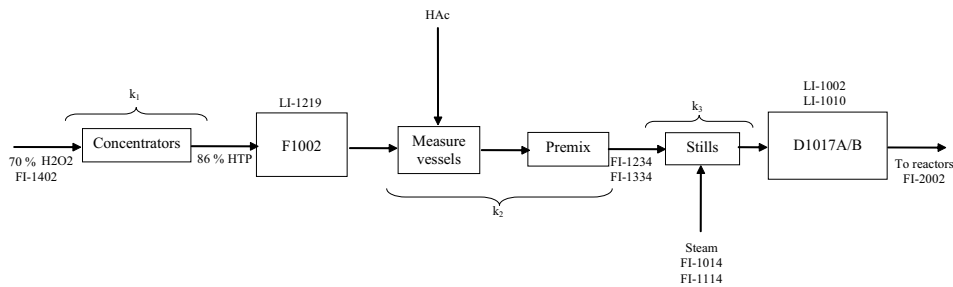 HAc
LI-1002
LI-1010
k1
LI-1219
k3
Concentrators
F1002
Measure
vessels
Premix
Stills
D1017A/B
70 % H2O2
FI-1402
86 % HTP
FI-1234
FI-1334
To reactors
FI-2002
k2
Steam
FI-1014
FI-1114